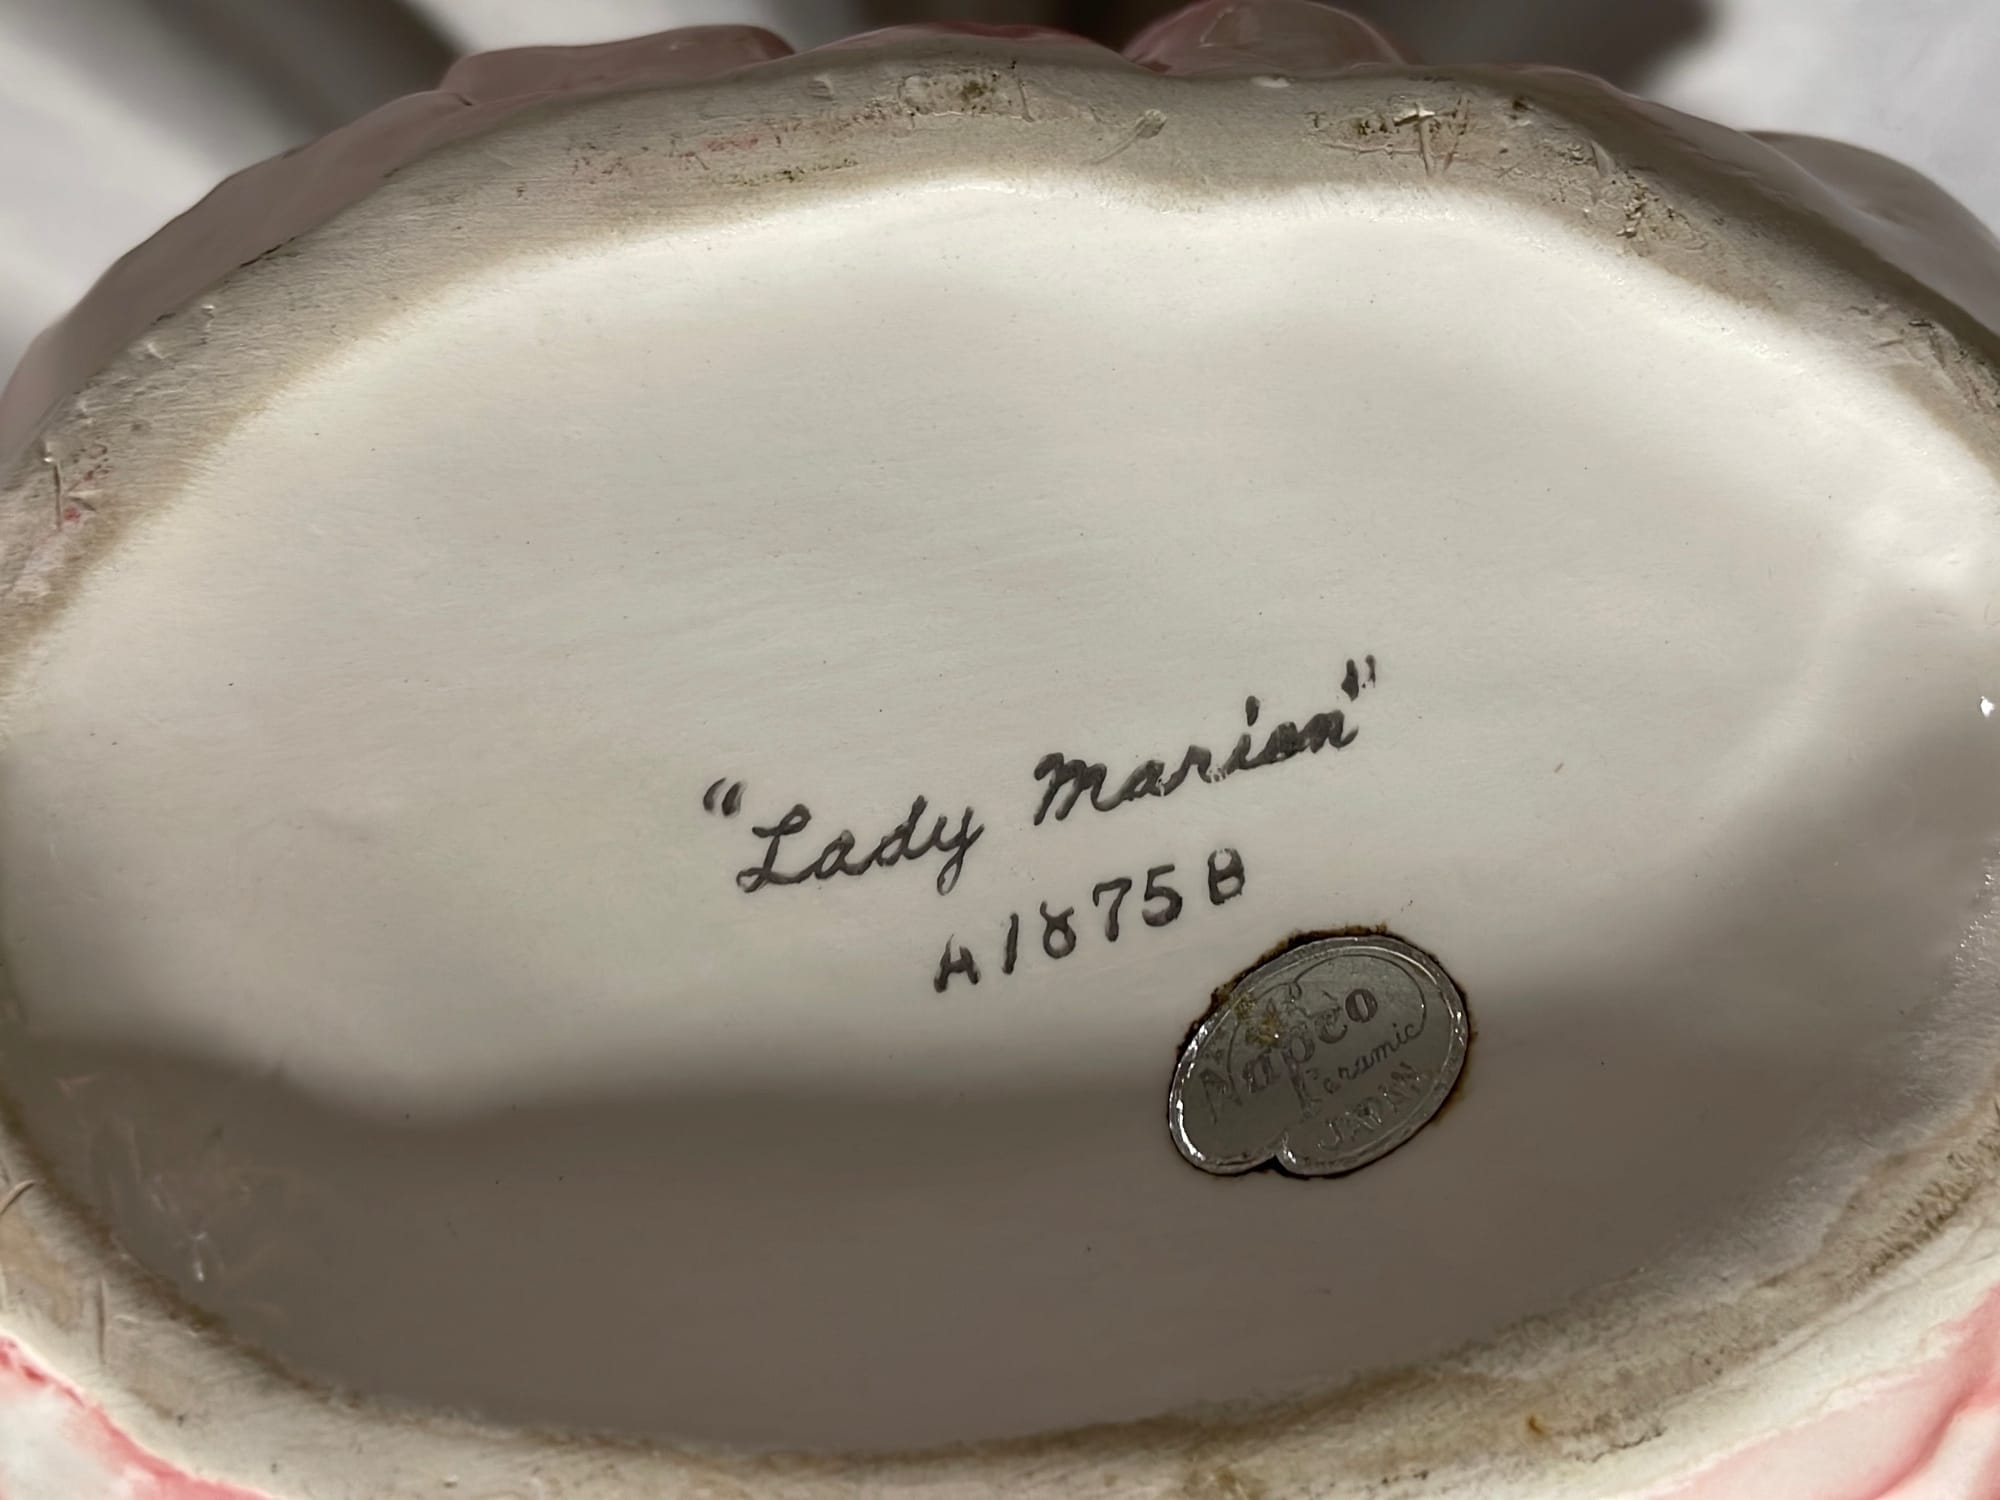 "Lady Marion"
A1875B
Napco
Ceramic
JAPAN